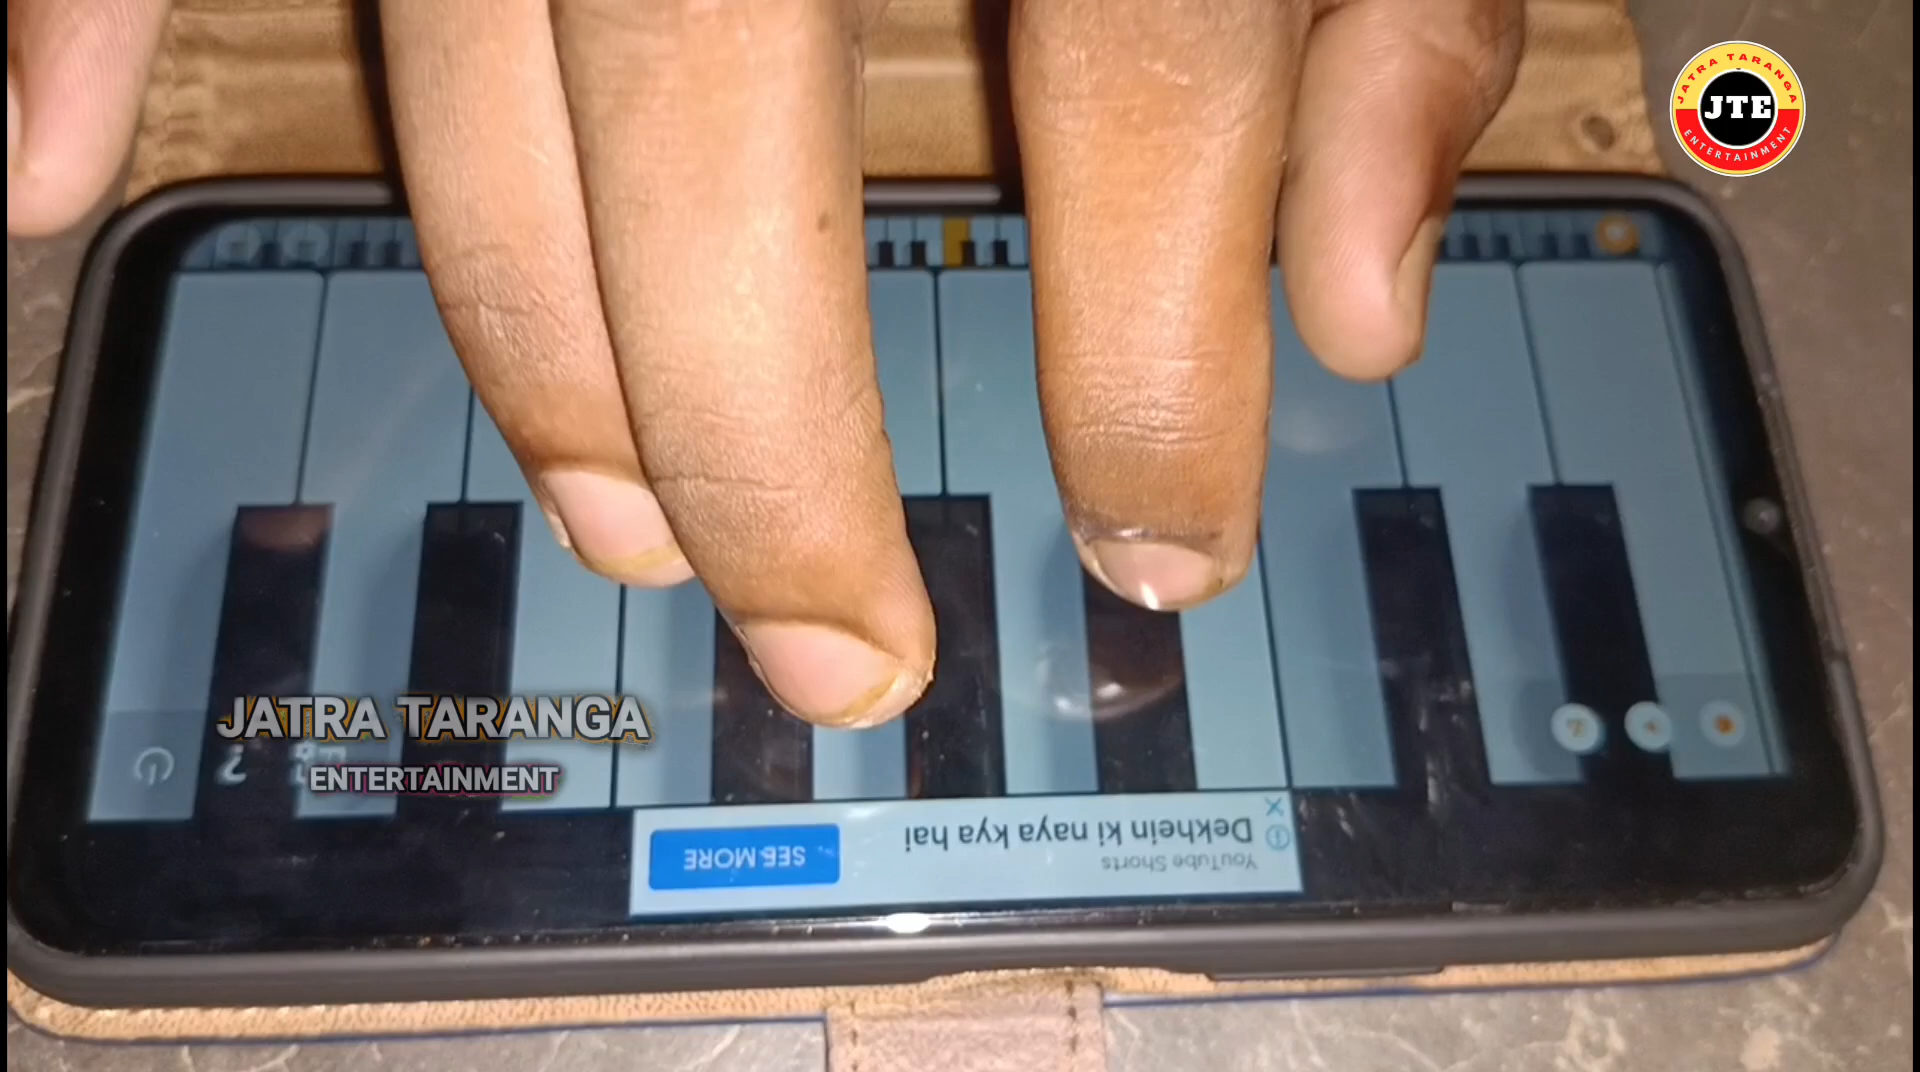 JATRA TARANGA
JTE
ENTERTAINMENT
JATRA TARANGA
ENTERTAINMENT
YouTube Shorts
Dekhein ki naya kya hai
SEE MORE